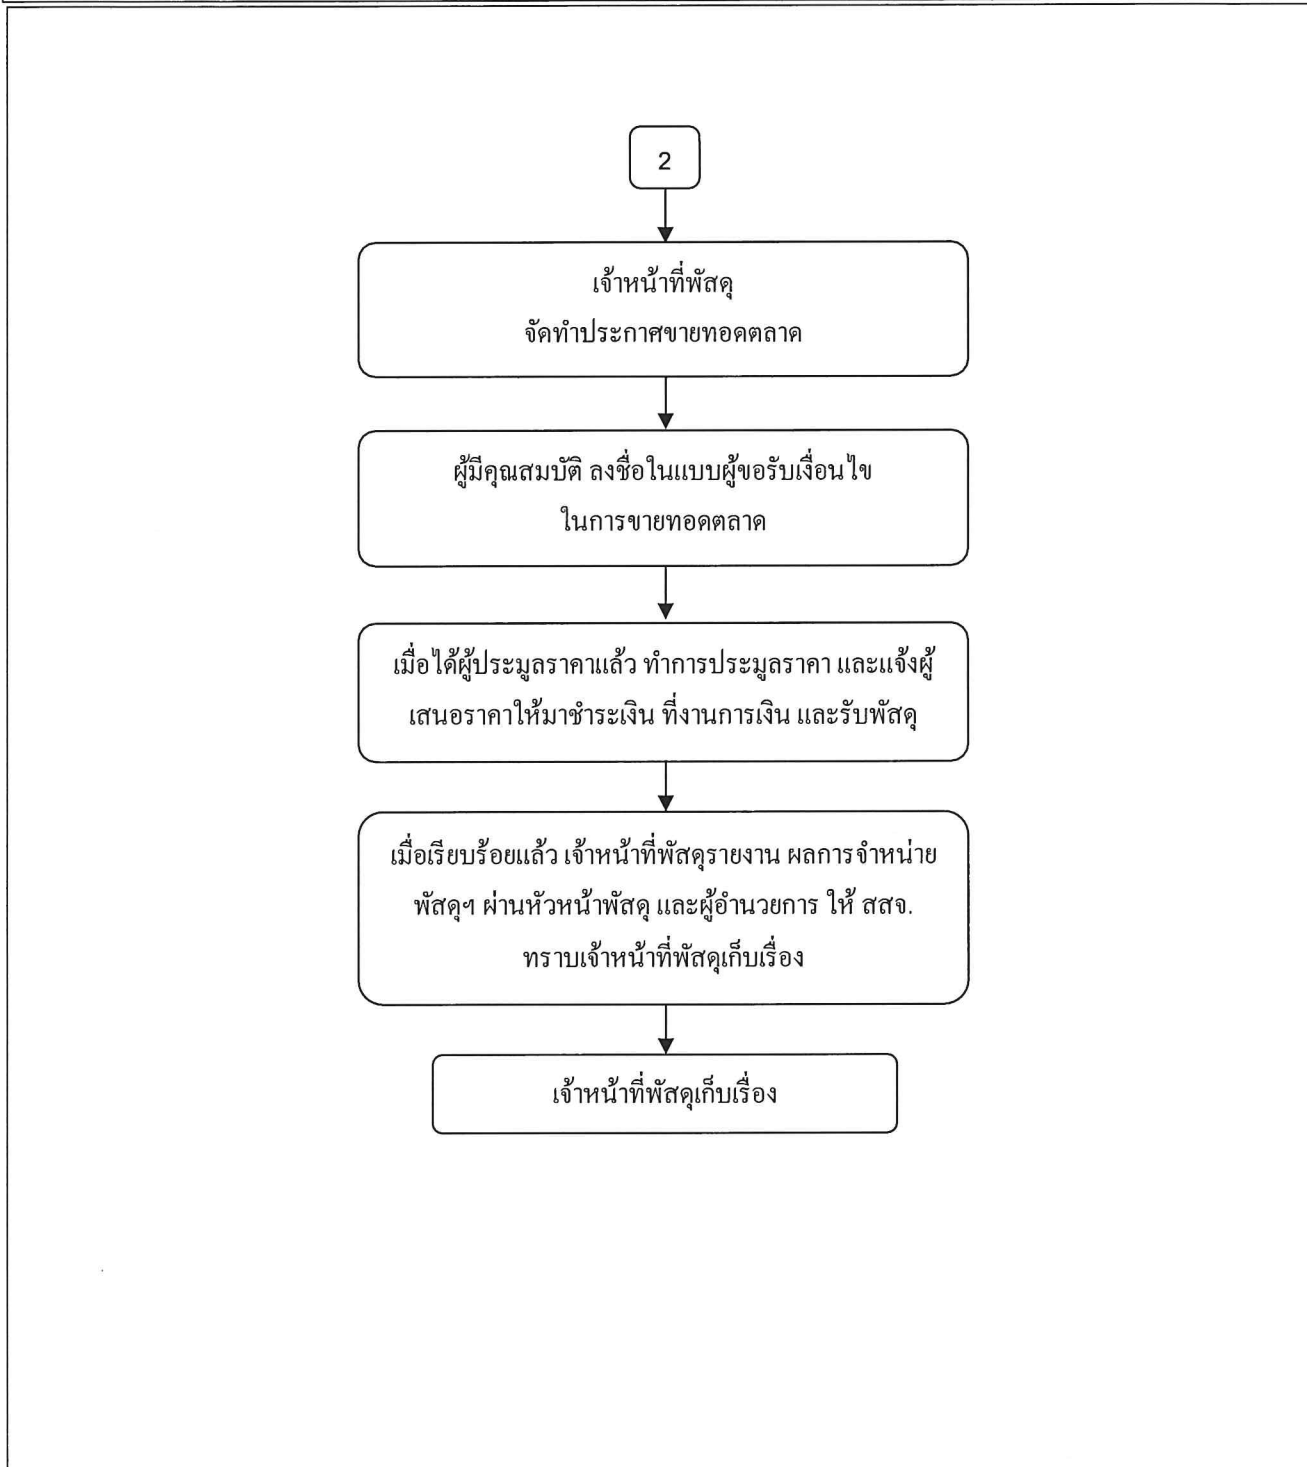 2
เจ้าหน้าที่พัสดุ
จัดทำประกาศขายทอดตลาด
ผู้มีคุณสมบัติ ลงชื่อในแบบผู้ขอรับเงื่อนไข
ในการขายทอดตลาด
เมื่อได้ผู้ประมูลราคาแล้ว ทำการประมูลราคา และแจ้งผู้
เสนอราคาให้มาชำระเงิน ที่งานการเงิน และรับพัสดุ
เมื่อเรียบร้อยแล้ว เจ้าหน้าที่พัสดุรายงาน ผลการจำหน่าย
พัสดุฯ ผ่านหัวหน้าพัสดุ และผู้อำนวยการ ให้ สสจ.
ทราบเจ้าหน้าที่พัสดุเก็บเรื่อง
เจ้าหน้าที่พัสดุเก็บเรื่อง